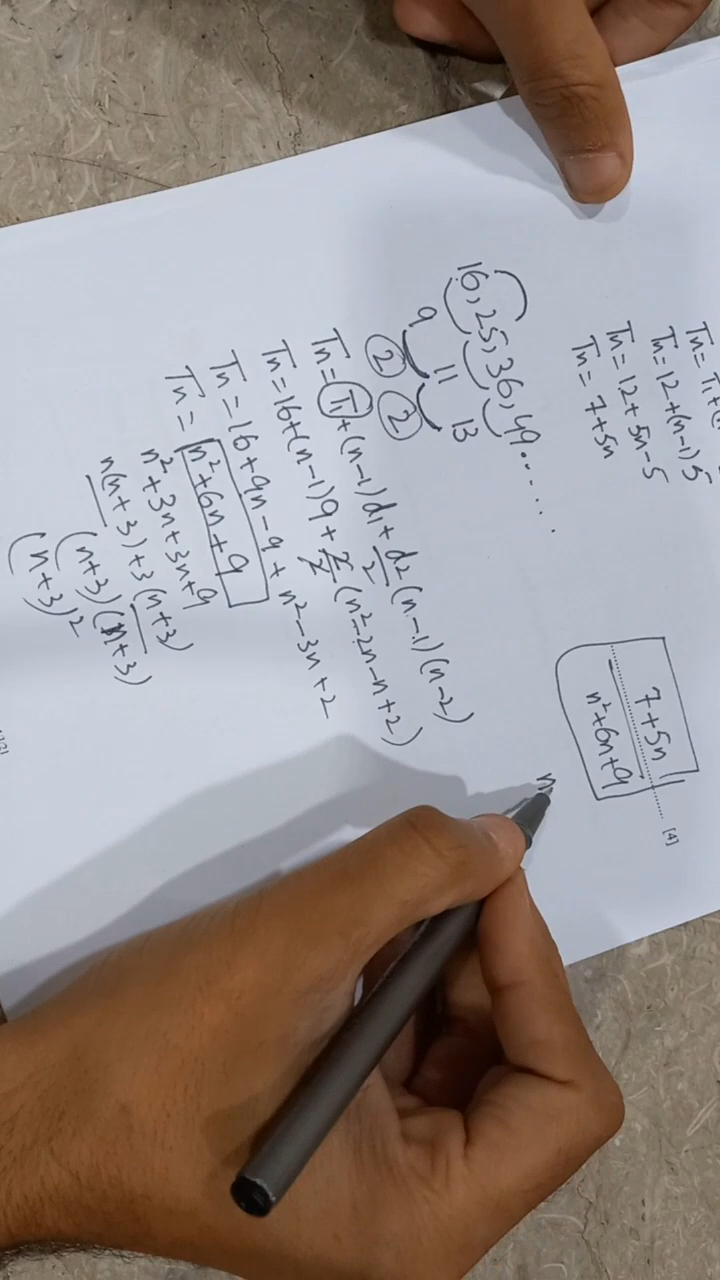 Tn = T1 + (
Tn = 12 + (n-1) 5
Tn = 12 + 5n - 5
Tn = 7 + 5n
7 + 5n
n² + 6n + 9
[4]
n
16, 25, 36, 49.....
9 11 13
2 2
Tn = T1 + (n-1) d1 + d2/2 (n-1)(n-2)
Tn = 16 + (n-1) 9 + 2/2 (n² - 2n - n + 2)
Tn = 16 + 9n - 9 + n² - 3n + 2
Tn = n² + 6n + 9
n² + 3n + 3n + 9
n(n+3) + 3(n+3)
(n+3)(n+3)
(n+3)²